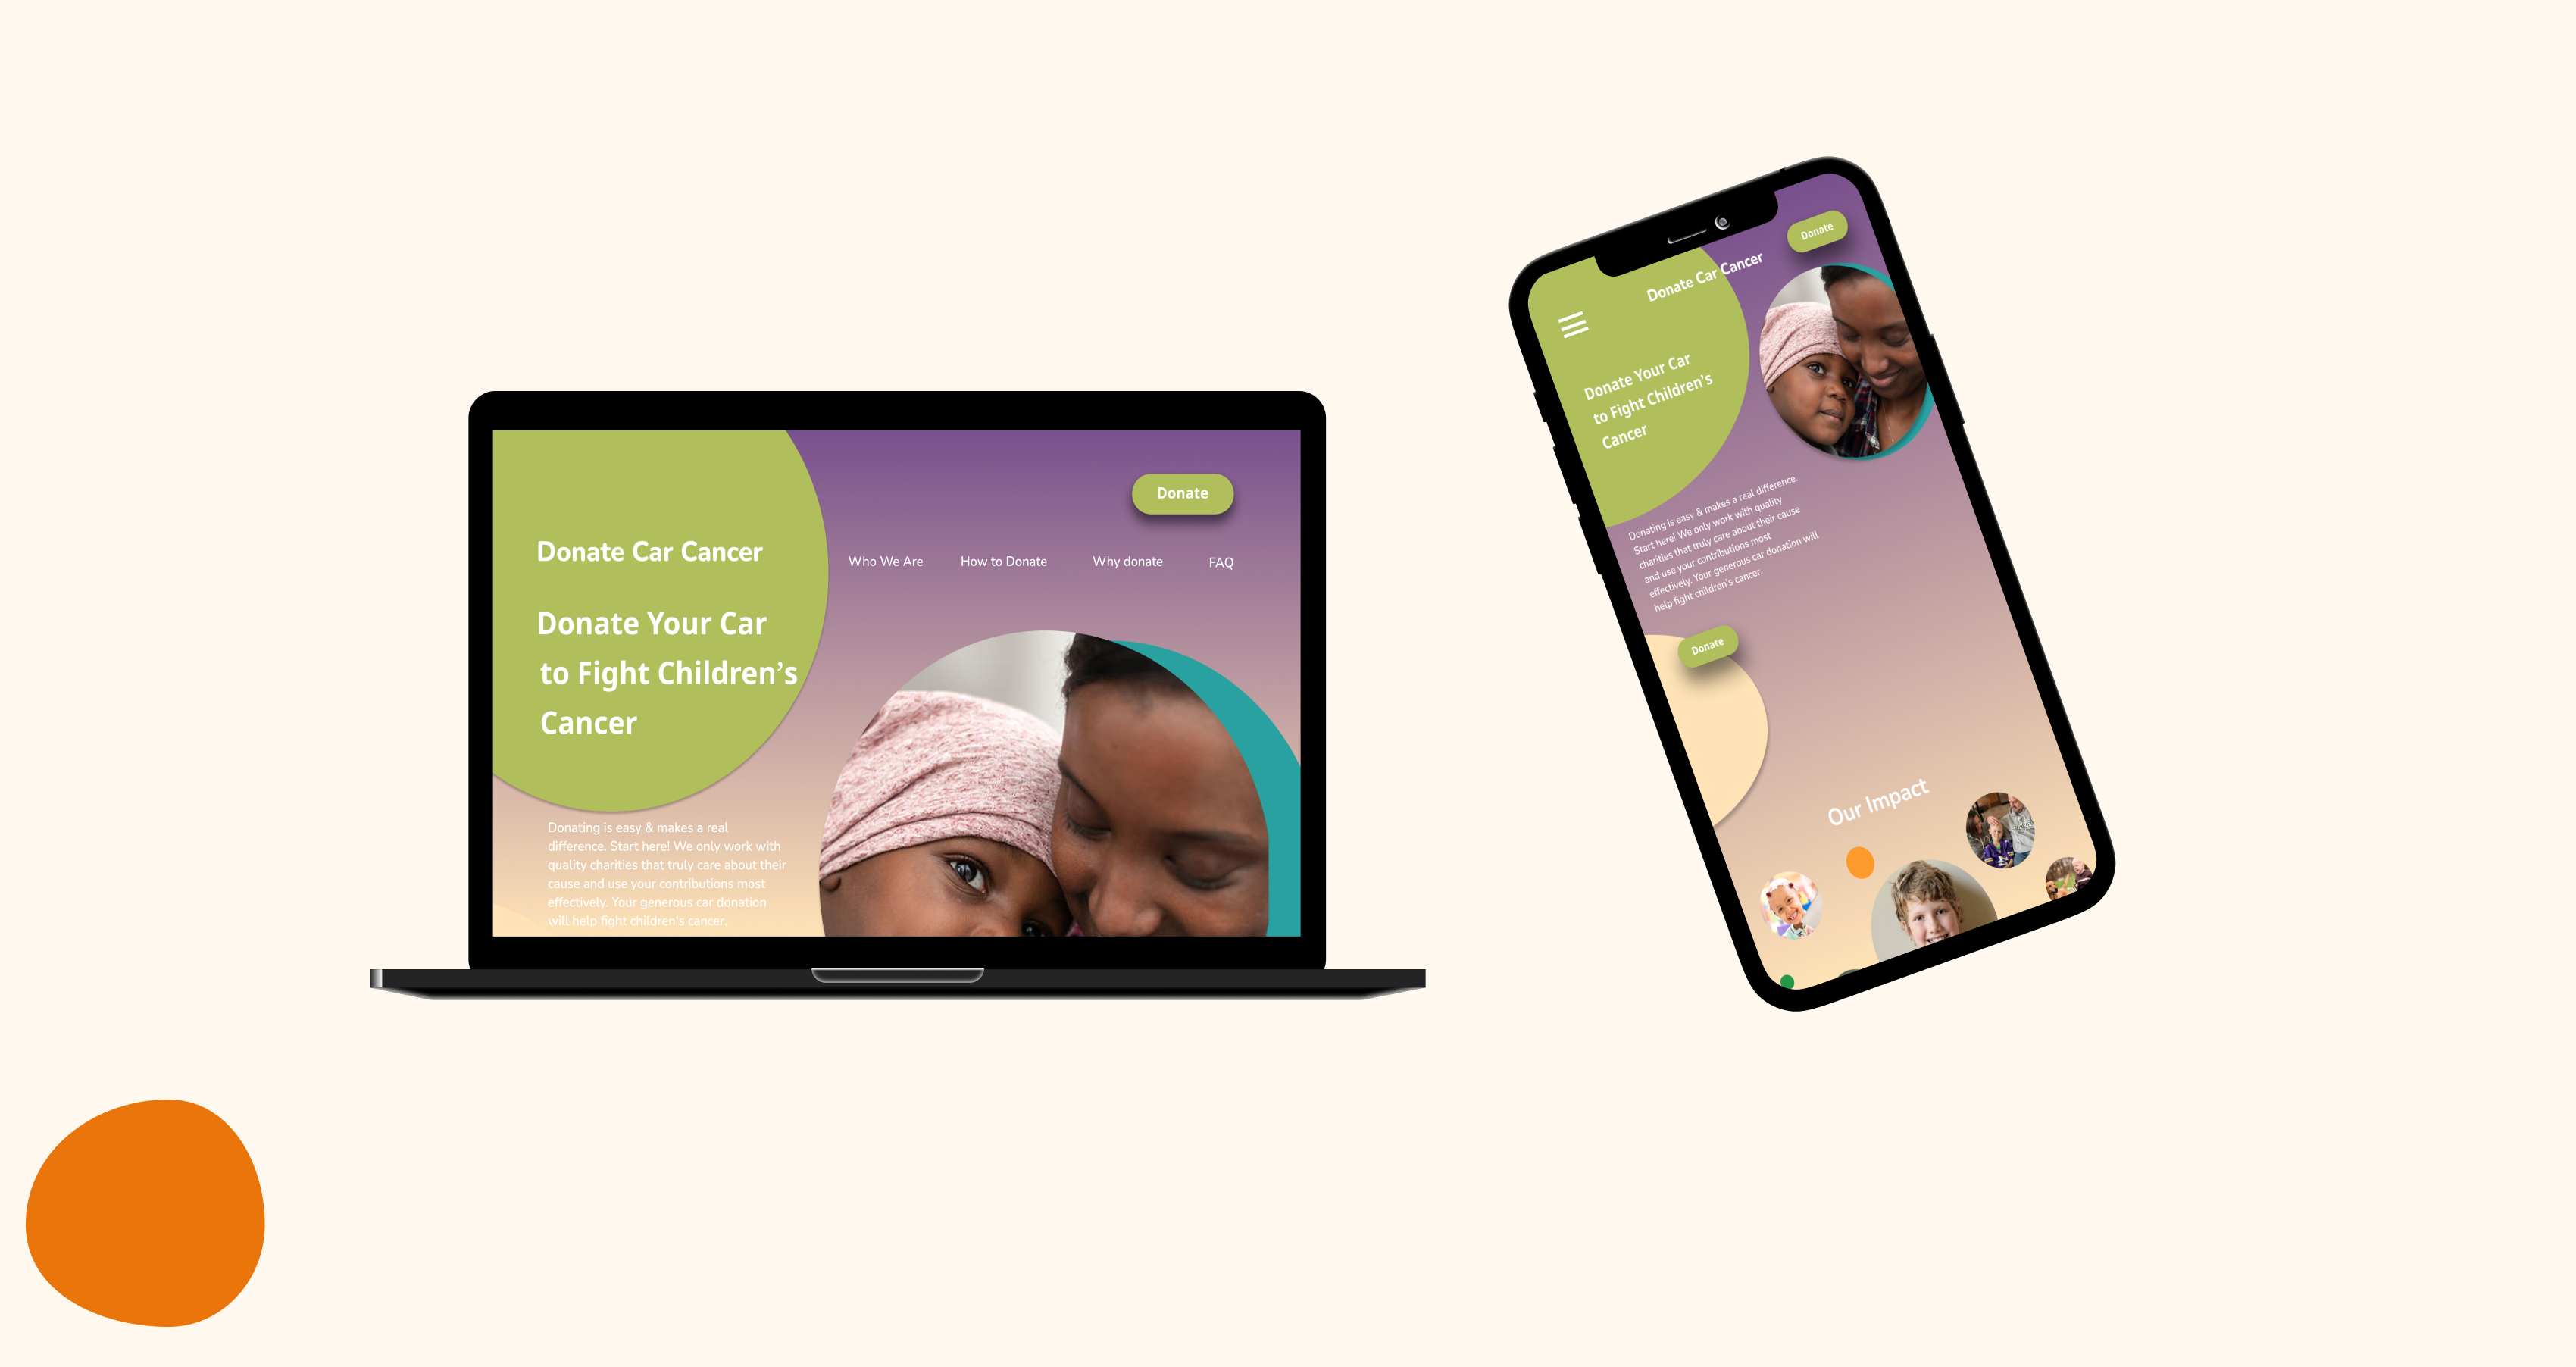 Donate
Donate Car Cancer
Who We Are
How to Donate
Why donate
FAQ
Donate Your Car
to Fight Children's
Cancer
Donating is easy & makes a real
difference. Start here! We only work with
quality charities that truly care about their
cause and use your contributions most
effectively. Your generous car donation
will help fight children's cancer.
Donate
Donate Car Cancer
Donate Your Car
to Fight Children's
Cancer
Donating is easy & makes a real difference.
Start here! We only work with quality
charities that truly care about their cause
and use your contributions most
effectively. Your generous car donation will
help fight children's cancer.
Donate
Our Impact